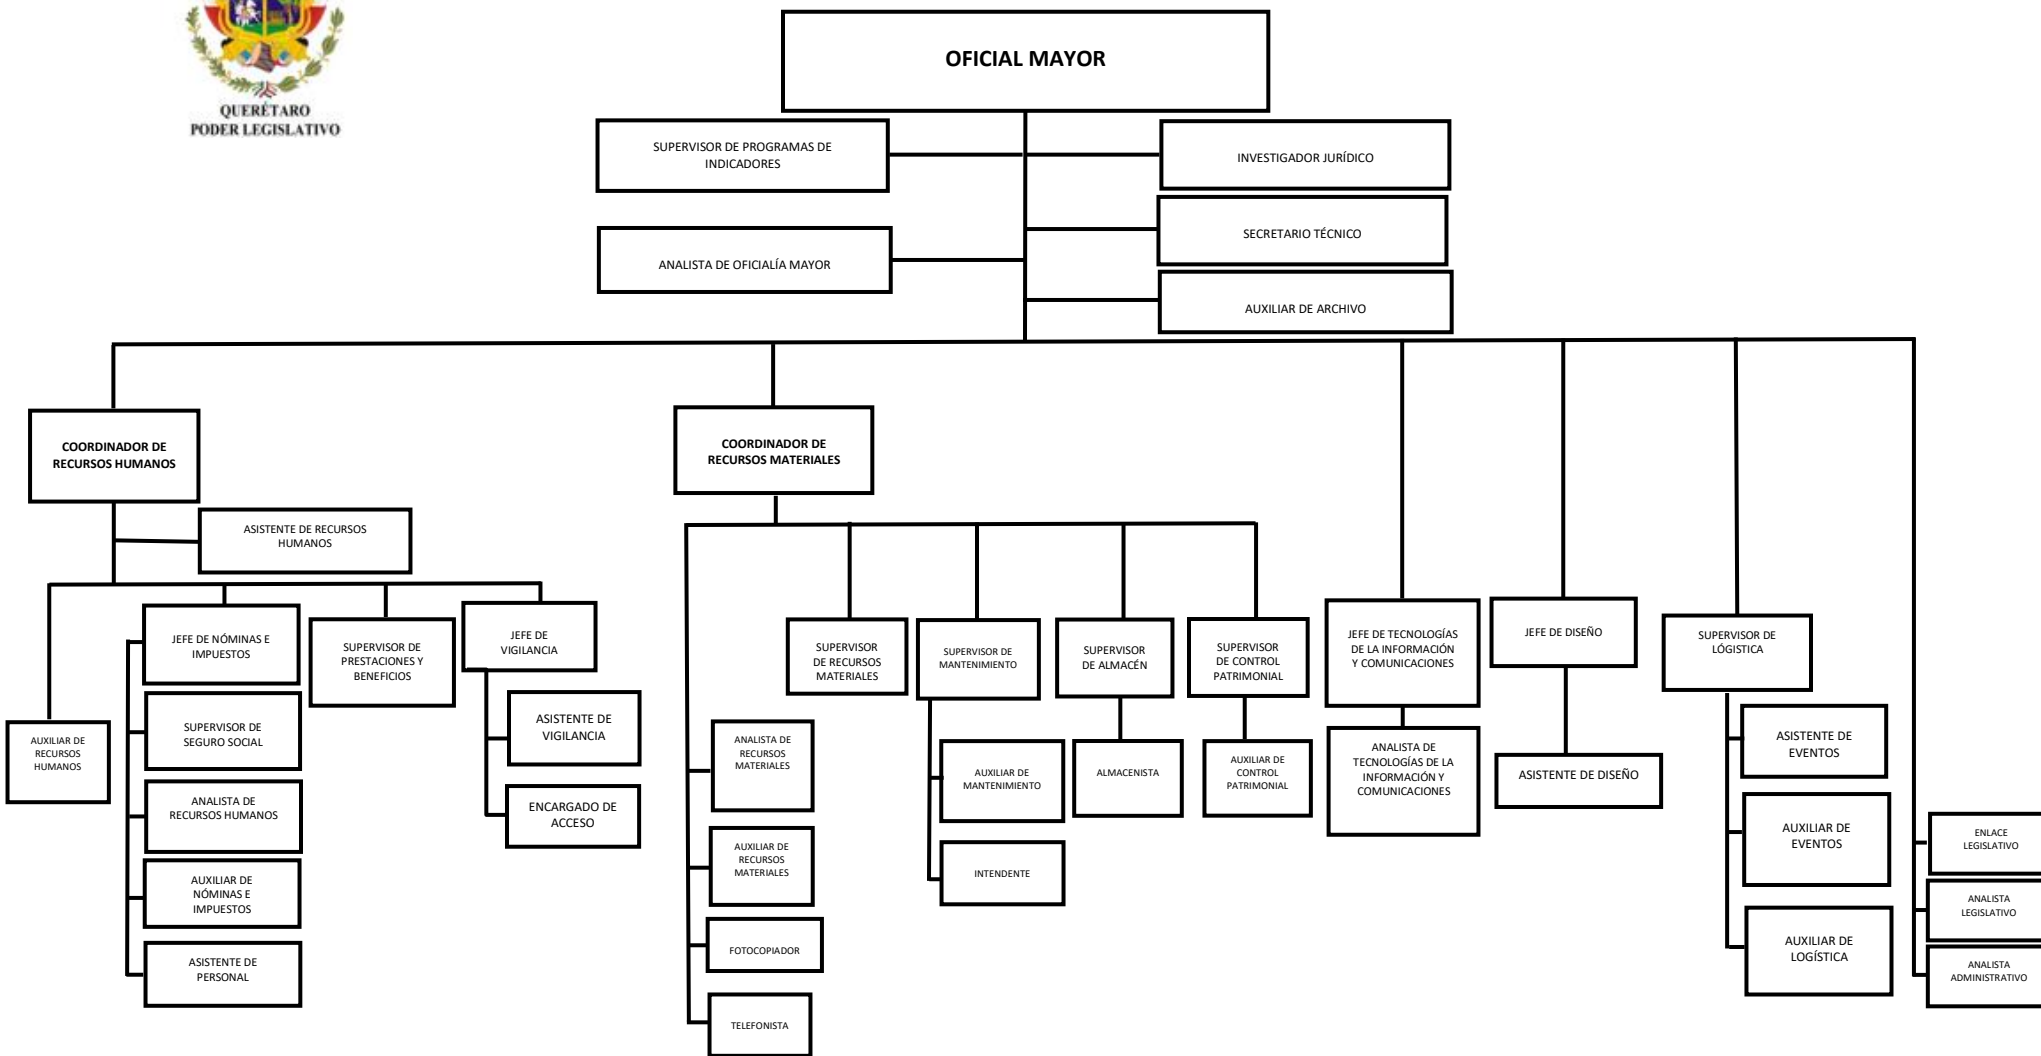 QUERÉTARO
PODER LEGISLATIVO
OFICIAL MAYOR
SUPERVISOR DE PROGRAMAS DE
INDICADORES
INVESTIGADOR JURÍDICO
SECRETARIO TÉCNICO
ANALISTA DE OFICIALÍA MAYOR
AUXILIAR DE ARCHIVO
COORDINADOR DE
RECURSOS HUMANOS
ASISTENTE DE RECURSOS
HUMANOS
AUXILIAR DE
RECURSOS
HUMANOS
JEFE DE NÓMINAS E
IMPUESTOS
SUPERVISOR DE
SEGURO SOCIAL
ANALISTA DE
RECURSOS HUMANOS
AUXILIAR DE
NÓMINAS E
IMPUESTOS
ASISTENTE DE
PERSONAL
SUPERVISOR DE
PRESTACIONES Y
BENEFICIOS
JEFE DE
VIGILANCIA
ASISTENTE DE
VIGILANCIA
ENCARGADO DE
ACCESO
COORDINADOR DE
RECURSOS MATERIALES
ANALISTA DE
RECURSOS
MATERIALES
AUXILIAR DE
RECURSOS
MATERIALES
FOTOCOPIADOR
TELEFONISTA
SUPERVISOR
DE RECURSOS
MATERIALES
SUPERVISOR DE
MANTENIMIENTO
AUXILIAR DE
MANTENIMIENTO
INTENDENTE
SUPERVISOR
DE ALMACÉN
ALMACENISTA
SUPERVISOR
DE CONTROL
PATRIMONIAL
AUXILIAR DE
CONTROL
PATRIMONIAL
JEFE DE TECNOLOGÍAS
DE LA INFORMACIÓN
Y COMUNICACIONES
ANALISTA DE
TECNOLOGÍAS DE LA
INFORMACIÓN Y
COMUNICACIONES
JEFE DE DISEÑO
ASISTENTE DE DISEÑO
SUPERVISOR DE
LÓGISTICA
ASISTENTE DE
EVENTOS
AUXILIAR DE
EVENTOS
AUXILIAR DE
LOGÍSTICA
ENLACE
LEGISLATIVO
ANALISTA
LEGISLATIVO
ANALISTA
ADMINISTRATIVO